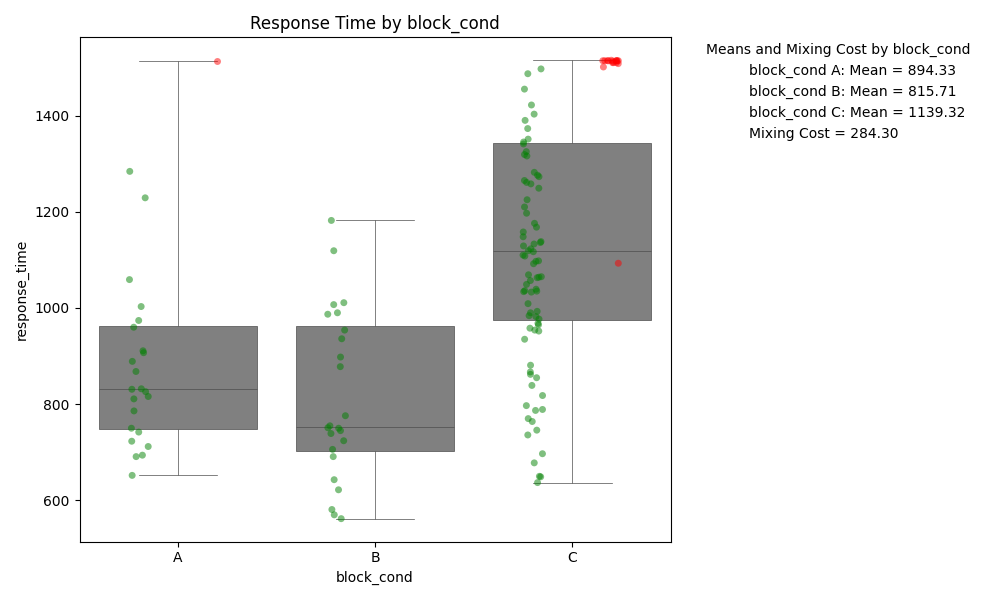 Response Time by block_cond
Means and Mixing Cost by block_cond
block_cond A: Mean = 894.33
block_cond B: Mean = 815.71
block_cond C: Mean = 1139.32
Mixing Cost = 284.30
response_time
1400
1200
1000
800
600
A
B
C
block_cond